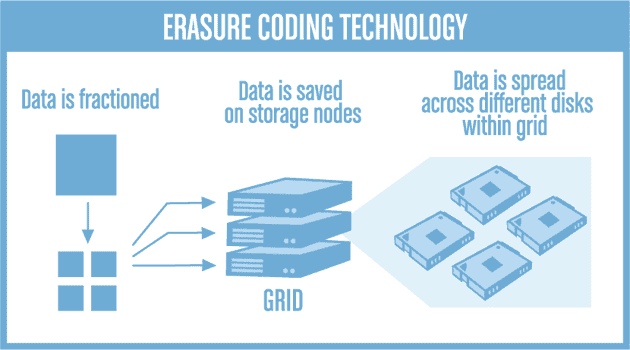 ERASURE CODING TECHNOLOGY
Data is fractioned
Data is saved
on storage nodes
Data is spread
across different disks
within grid
GRID